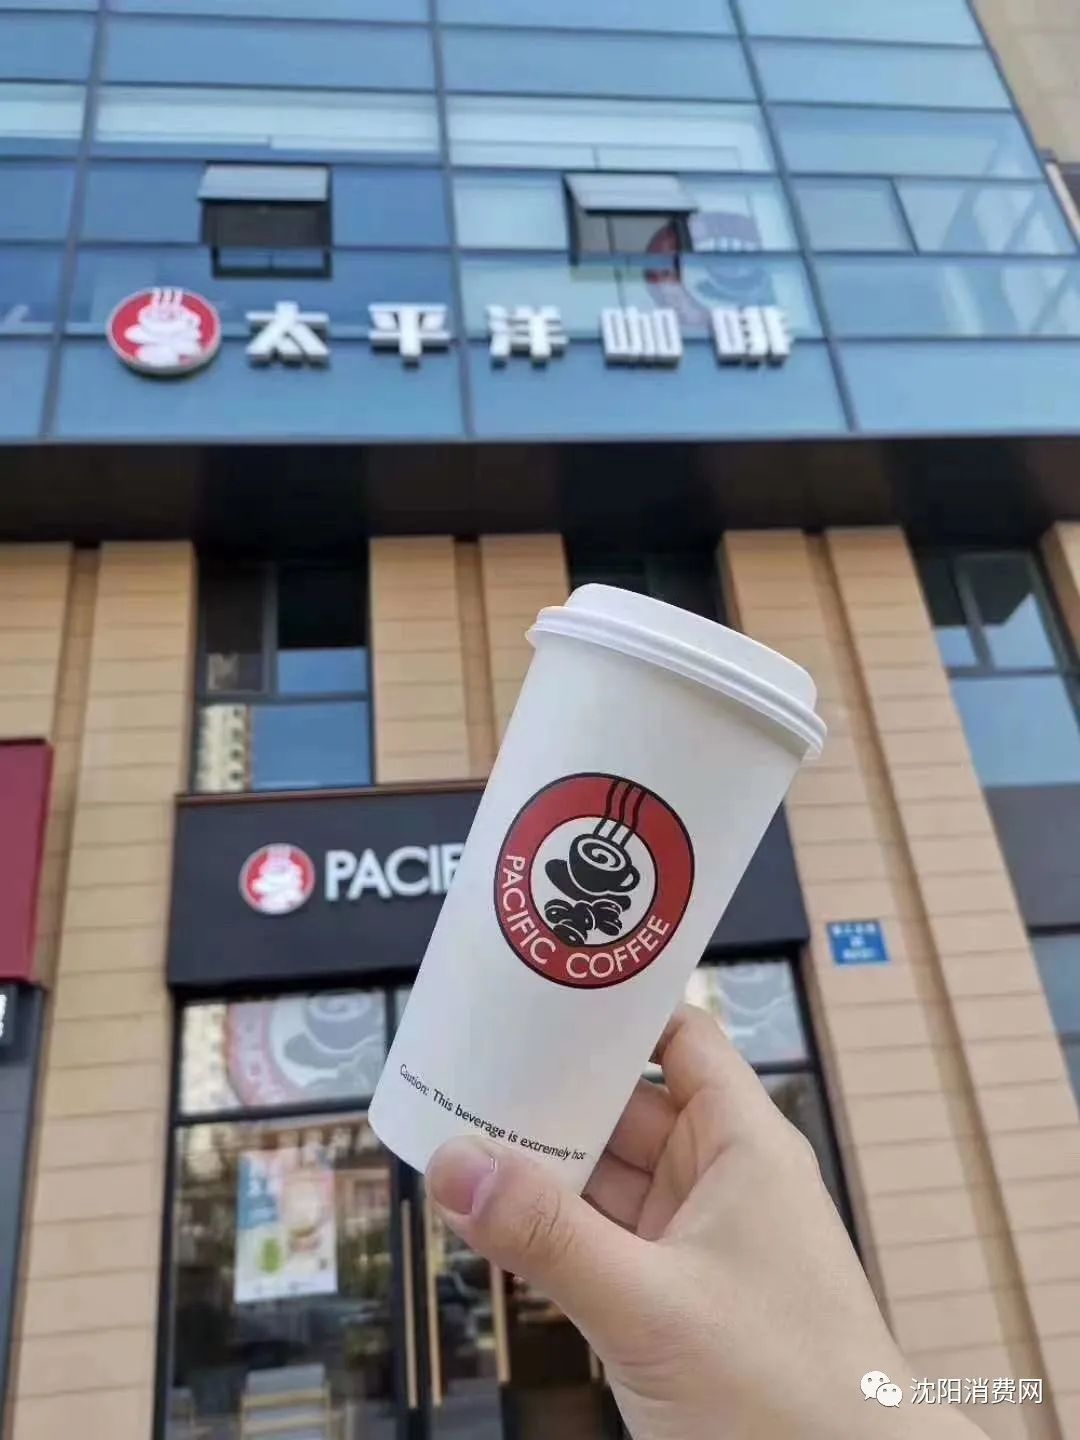 太平洋咖啡
PACIF
PACIFIC COFFEE
Caution: This beverage is extremely hot
沈阳消费网